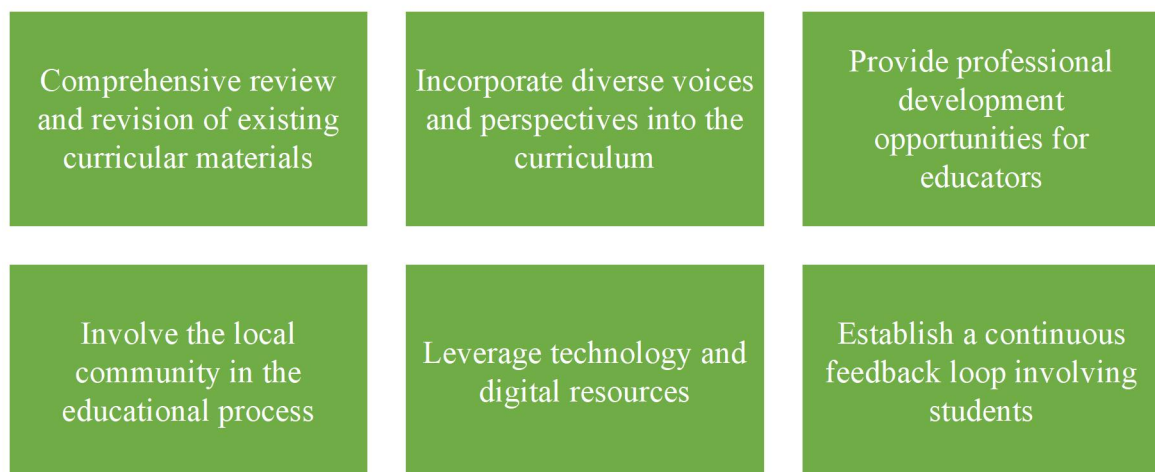 Comprehensive review
and revision of existing
curricular materials
Incorporate diverse voices
and perspectives into the
curriculum
Provide professional
development
opportunities for
educators
Involve the local
community in the
educational process
Leverage technology and
digital resources
Establish a continuous
feedback loop involving
students